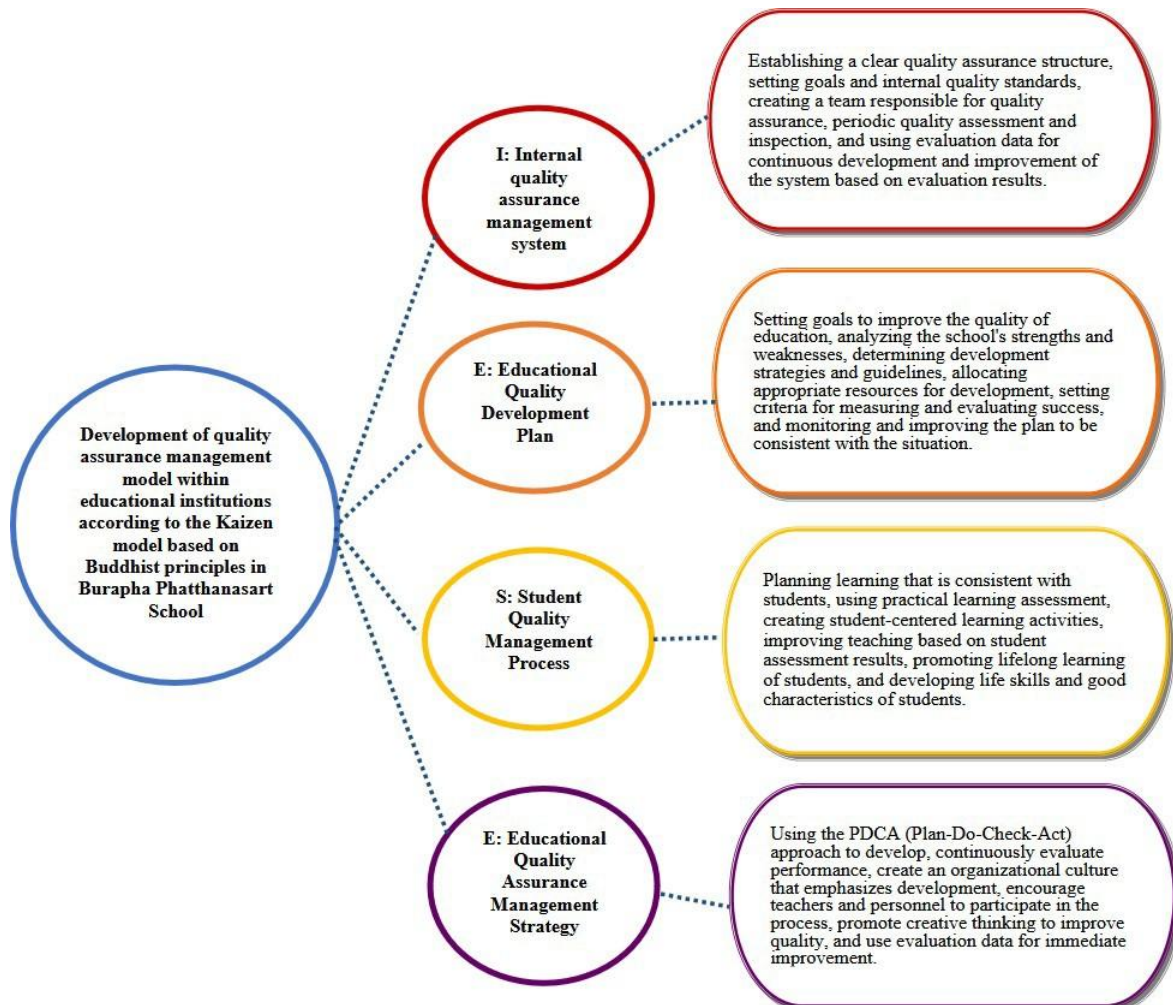 Development of quality
assurance management
model within
educational institutions
according to the Kaizen
model based on
Buddhist principles in
Burapha Phatthanasart
School
I: Internal
quality
assurance
management
system
Establishing a clear quality assurance structure,
setting goals and internal quality standards,
creating a team responsible for quality
assurance, periodic quality assessment and
inspection, and using evaluation data for
continuous development and improvement of
the system based on evaluation results.
E: Educational
Quality
Development
Plan
Setting goals to improve the quality of
education, analyzing the school's strengths and
weaknesses, determining development
strategies and guidelines, allocating
appropriate resources for development, setting
criteria for measuring and evaluating success,
and monitoring and improving the plan to be
consistent with the situation.
S: Student
Quality
Management
Process
Planning learning that is consistent with
students, using practical learning assessment,
creating student-centered learning activities,
improving teaching based on student
assessment results, promoting lifelong learning
of students, and developing life skills and good
characteristics of students.
E: Educational
Quality
Assurance
Management
Strategy
Using the PDCA (Plan-Do-Check-Act)
approach to develop, continuously evaluate
performance, create an organizational culture
that emphasizes development, encourage
teachers and personnel to participate in the
process, promote creative thinking to improve
quality, and use evaluation data for immediate
improvement.